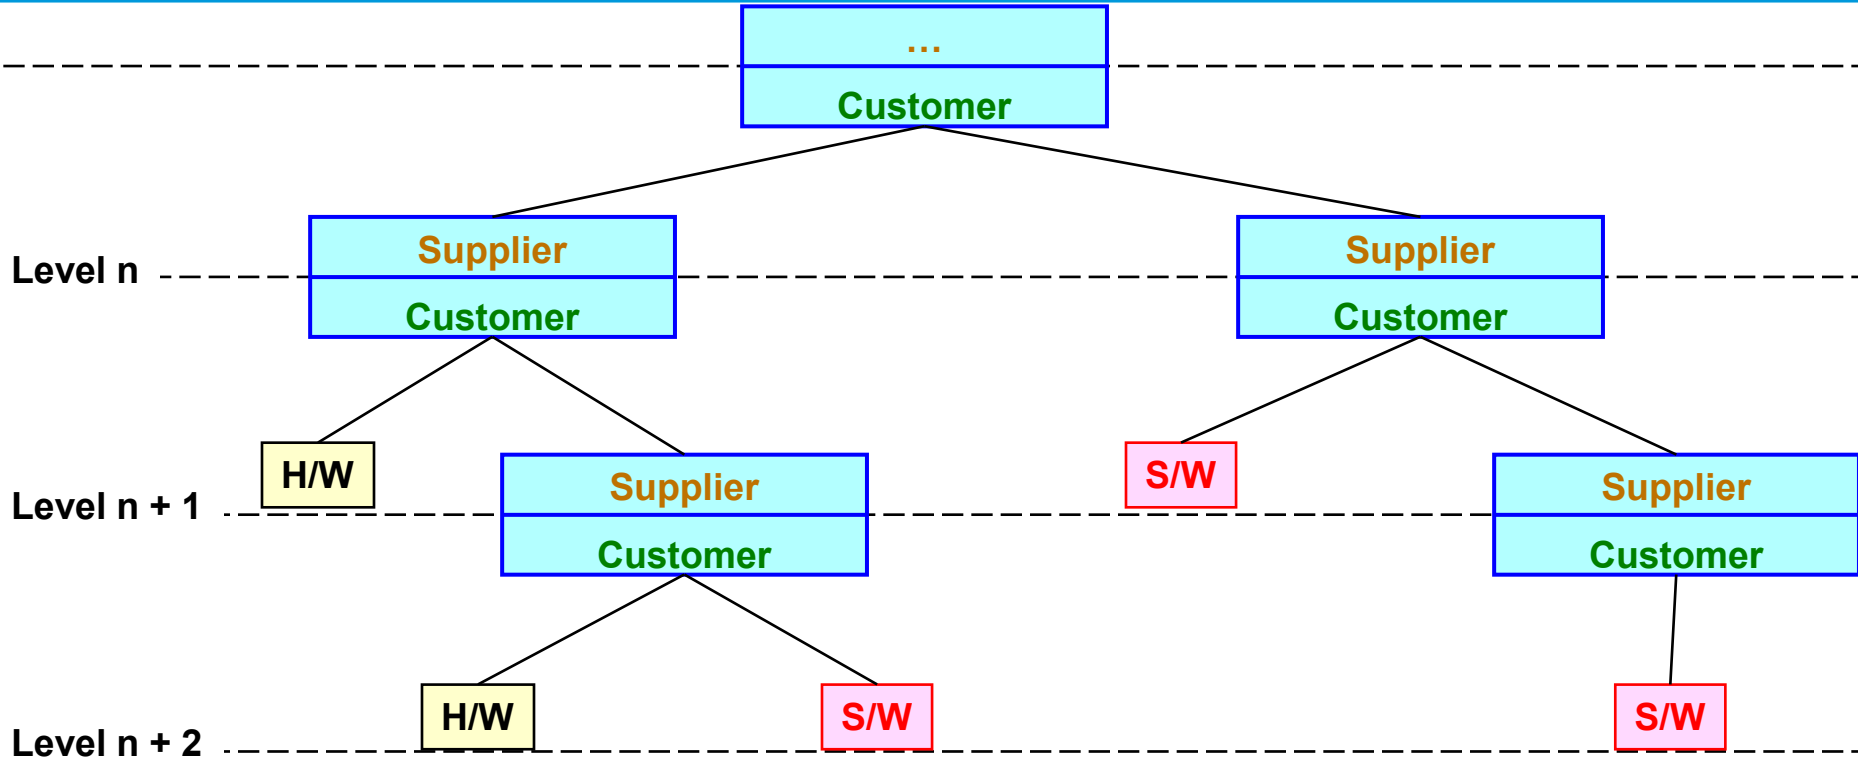 …
Customer
Supplier
Supplier
Level n
Customer
Customer
H/W
S/W
Supplier
Supplier
Level n + 1
Customer
Customer
H/W
S/W
S/W
Level n + 2